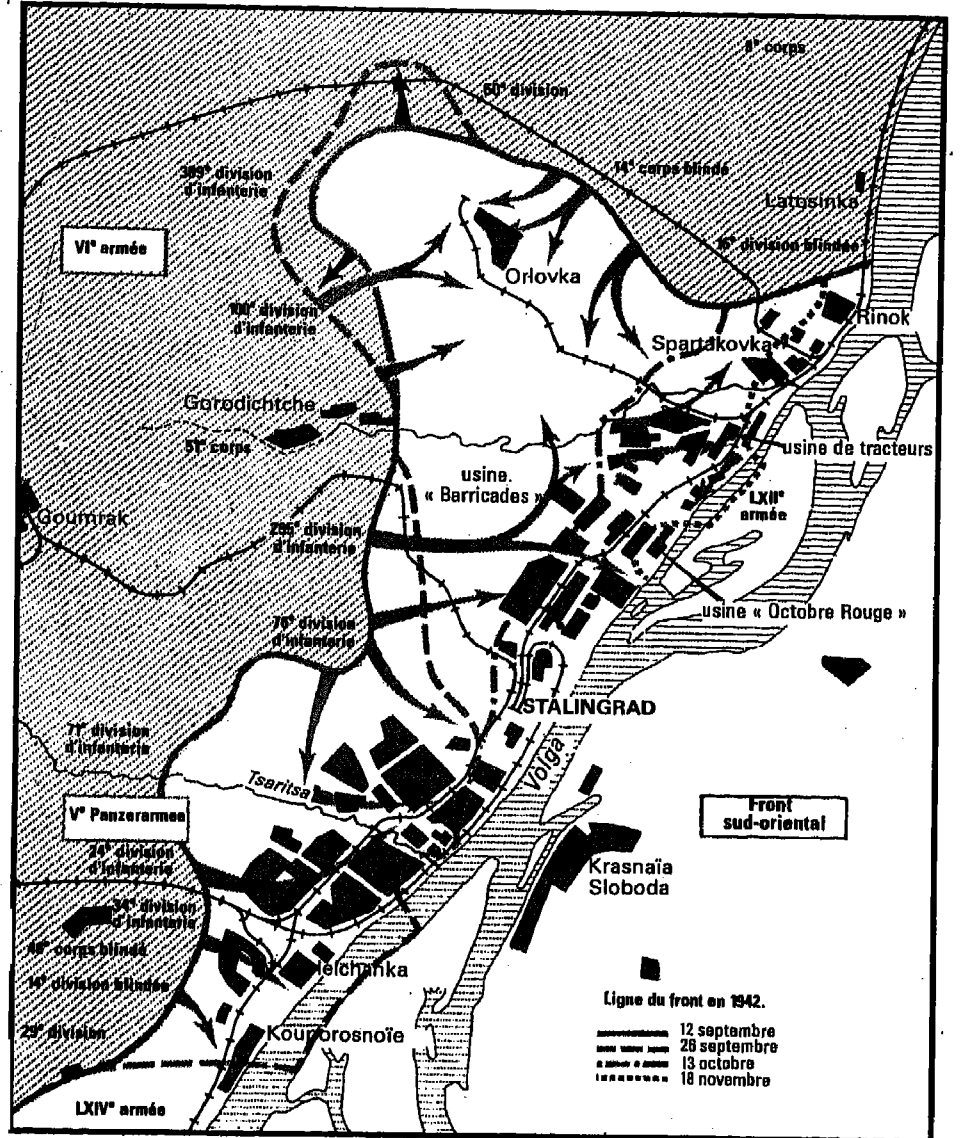 8e corps
60e division
389e division
d'infanterie
14e corps blindé
Latosinka
VIe armée
16e division blindée
Orlovka
Rinok
100e division
d'infanterie
Spartakovka
Gorodichtche
51e corps
usine de tracteurs
usine
« Barricades »
LXIIe
armée
Goumrak
295e division
d'infanterie
usine « Octobre Rouge »
76e division
d'infanterie
STALINGRAD
71e division
d'infanterie
Volga
Tsaritsa
Ve Panzerarmee
Front
sud-oriental
24e division
d'infanterie
Krasnaïa
Sloboda
94e division
d'infanterie
48e corps blindé
Ielchanka
14e division blindée
Ligne du front en 1942.
29e division
Kouporosnoïe
12 septembre
26 septembre
13 octobre
18 novembre
LXIVe armée